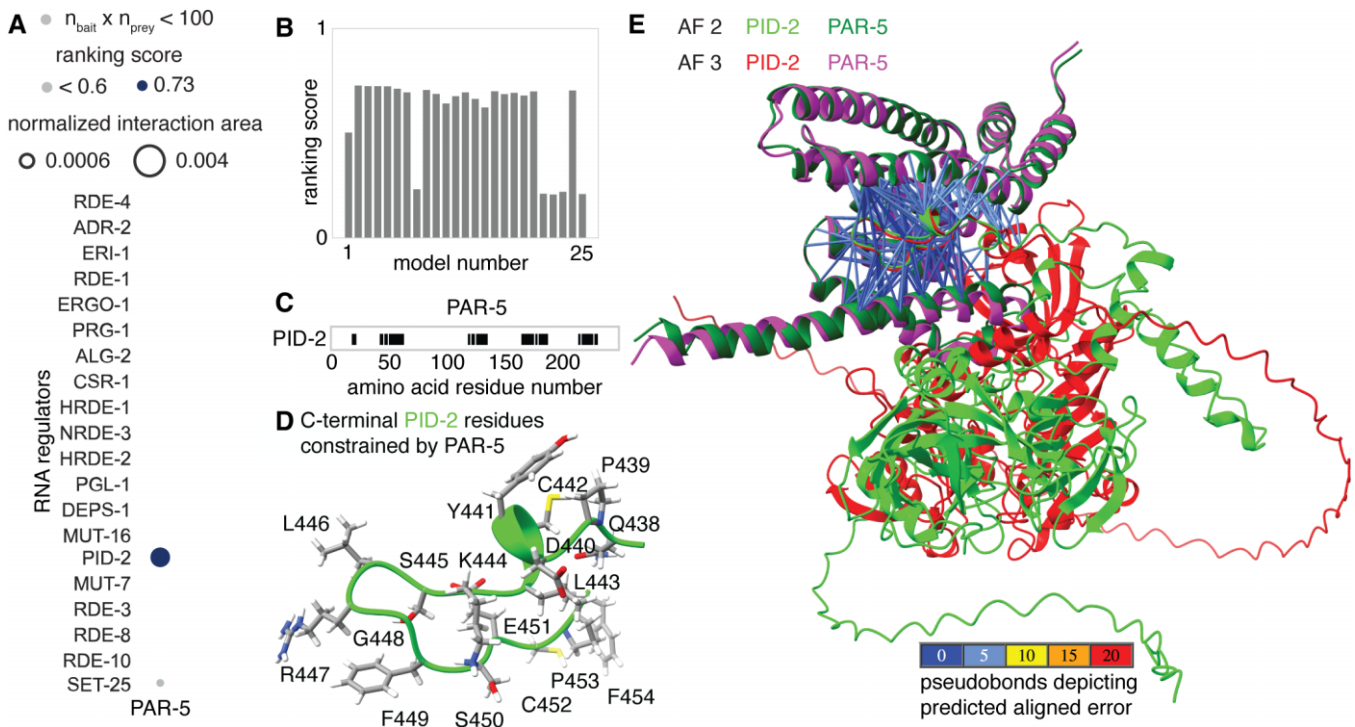 A
n_bait x n_prey < 100
ranking score
< 0.6 0.73
normalized interaction area
0.0006 0.004
RNA regulators
RDE-4
ADR-2
ERI-1
RDE-1
ERGO-1
PRG-1
ALG-2
CSR-1
HRDE-1
NRDE-3
HRDE-2
PGL-1
DEPS-1
MUT-16
PID-2
MUT-7
RDE-3
RDE-8
RDE-10
SET-25
PAR-5
B
1
ranking score
0
1 25
model number
C
PAR-5
PID-2
0 50 100 150 200
amino acid residue number
D C-terminal PID-2 residues
constrained by PAR-5
P439
C442
Y441
Q438
L446
D440
S445 K444
L443
E451
G448
R447
P453
F454
C452
F449 S450
E
AF 2 PID-2 PAR-5
AF 3 PID-2 PAR-5
0 5 10 15 20
pseudobonds depicting
predicted aligned error